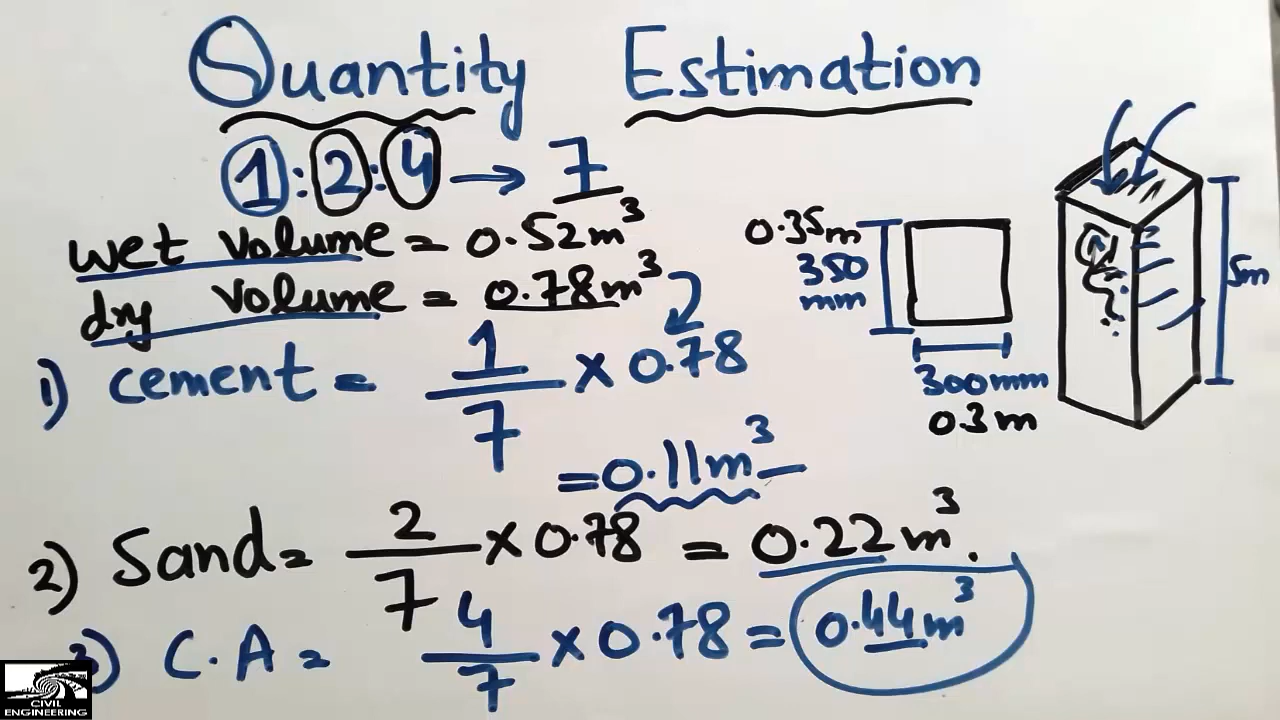 Quantity Estimation
1:2:4 → 7
wet volume = 0.52m³
dry volume = 0.78m³
1) cement = 1/7 × 0.78
= 0.11m³
2) Sand = 2/7 × 0.78 = 0.22m³.
3) C.A = 4/7 × 0.78 = 0.44m³
0.35m
350
mm
300mm
0.3m
5m
CIVIL
ENGINEERING